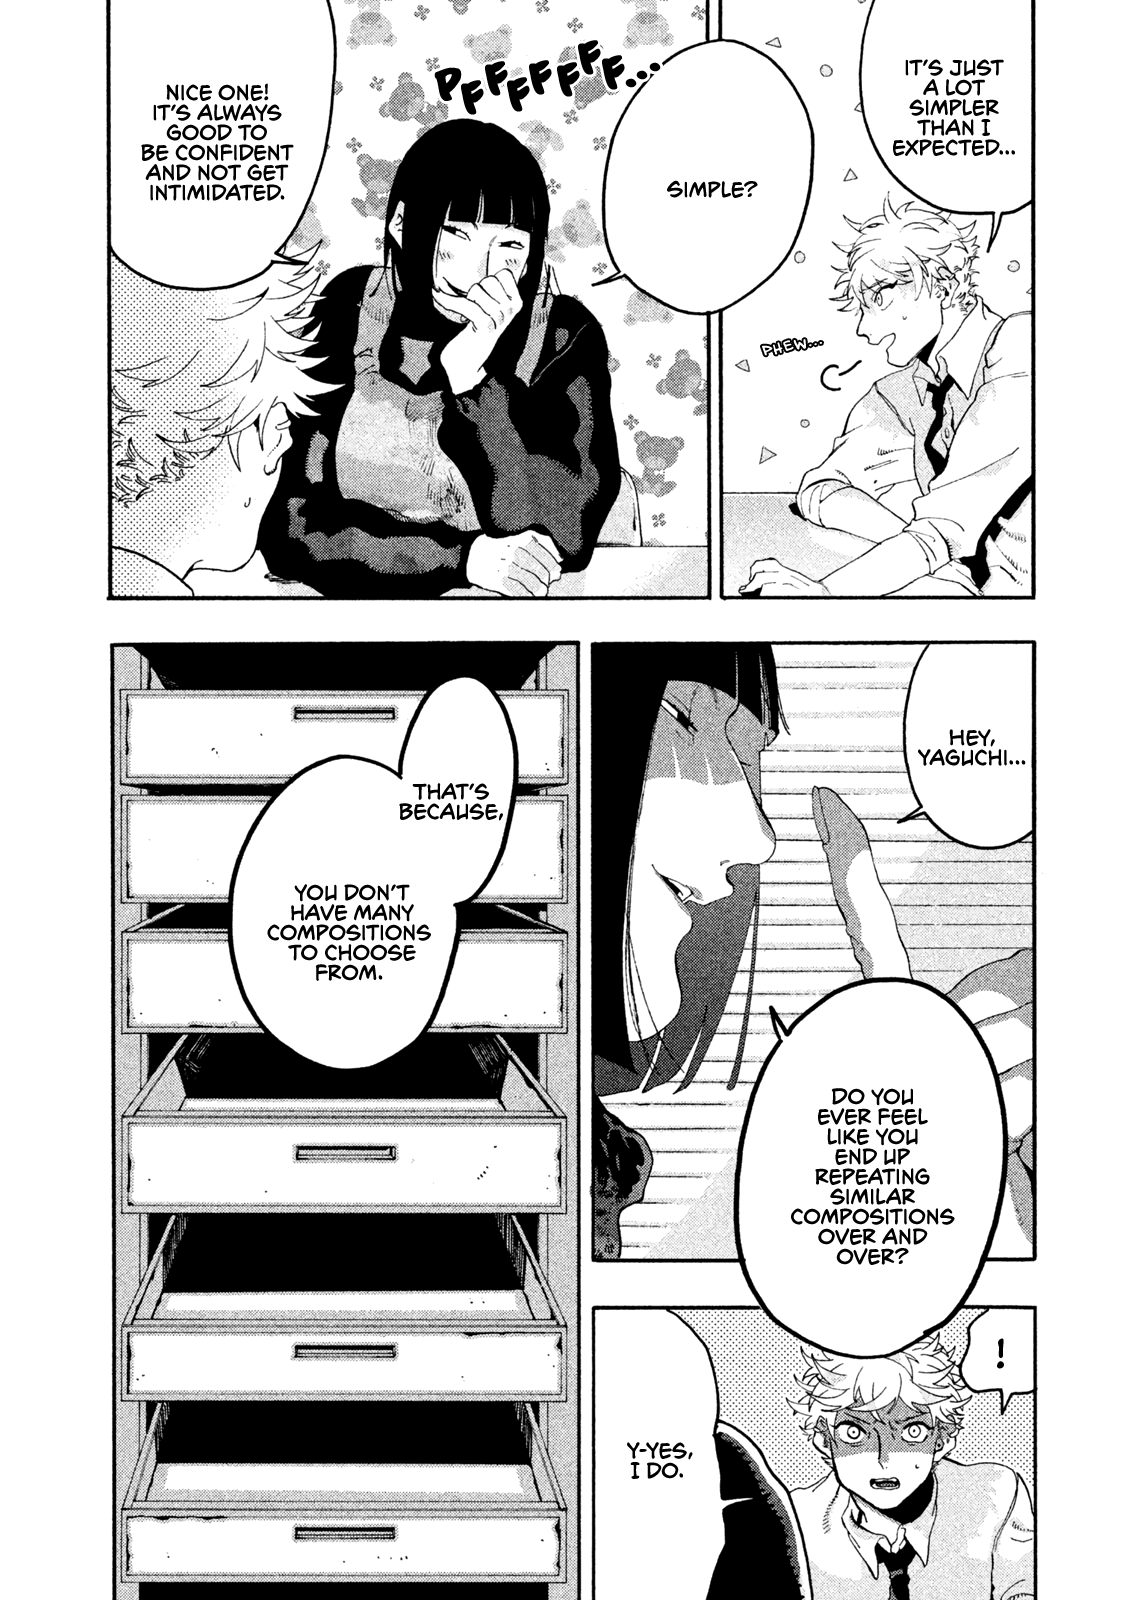 IT'S JUST
A LOT
SIMPLER
THAN I
EXPECTED...
PHEW...
SIMPLE?
PFFFFFFF...
NICE ONE!
IT'S ALWAYS
GOOD TO
BE CONFIDENT
AND NOT GET
INTIMIDATED.
HEY,
YAGUCHI...
DO YOU
EVER FEEL
LIKE YOU
END UP
REPEATING
SIMILAR
COMPOSITIONS
OVER AND
OVER?
!
Y-YES,
I DO.
THAT'S
BECAUSE,
YOU DON'T
HAVE MANY
COMPOSITIONS
TO CHOOSE
FROM.